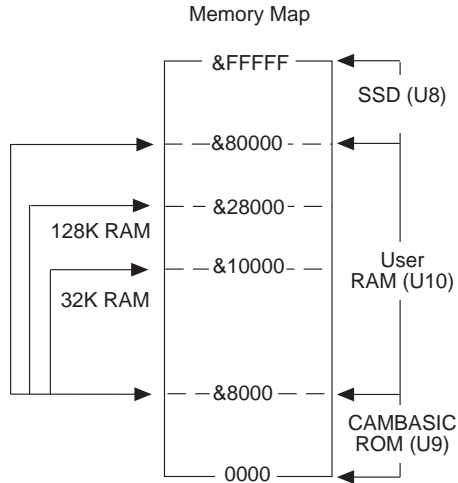 Memory Map
&FFFFF
SSD (U8)
&80000
&28000
128K RAM
&10000
User
RAM (U10)
32K RAM
&8000
CAMBASIC
ROM (U9)
0000